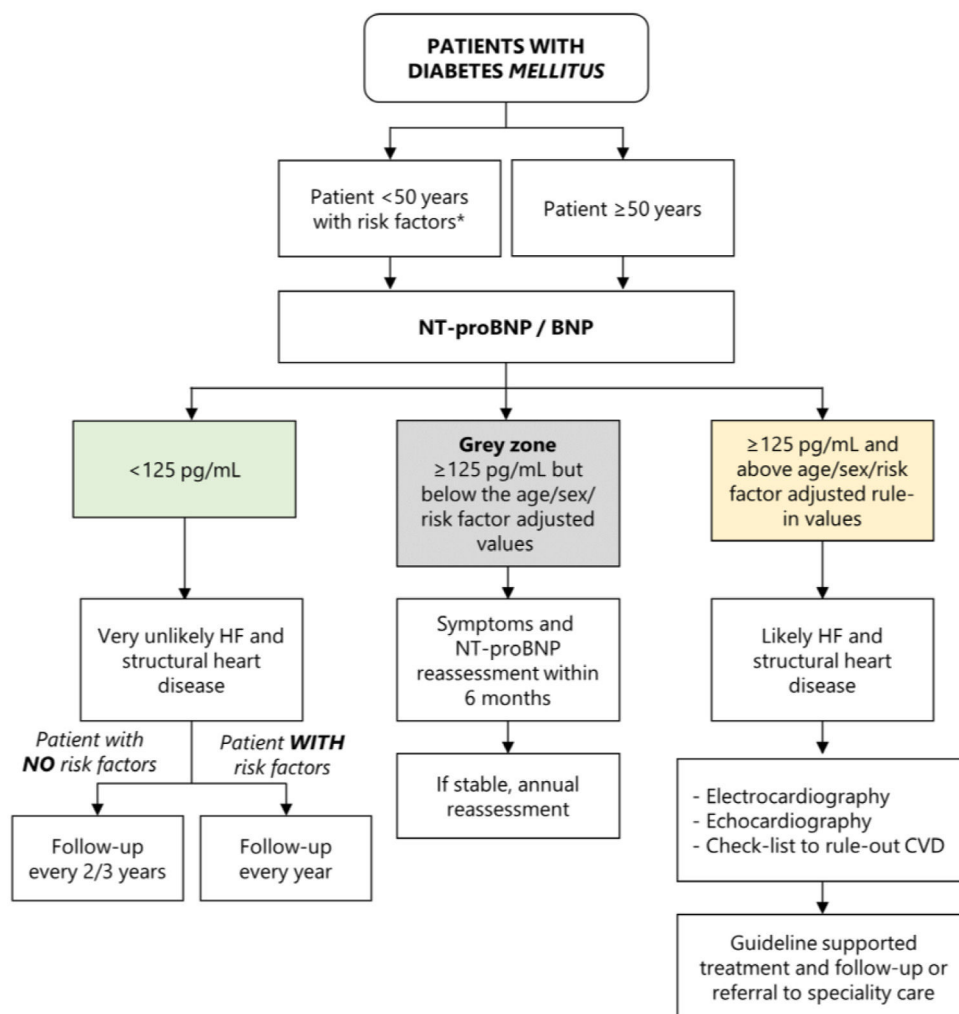 PATIENTS WITH
DIABETES MELLITUS
Patient <50 years
with risk factors*
Patient ≥50 years
NT-proBNP / BNP
<125 pg/mL
Grey zone
≥125 pg/mL but
below the age/sex/
risk factor adjusted
values
≥125 pg/mL and
above age/sex/risk
factor adjusted rule-
in values
Very unlikely HF and
structural heart
disease
Symptoms and
NT-proBNP
reassessment within
6 months
Likely HF and
structural heart
disease
Patient with
NO risk factors
Patient WITH
risk factors
If stable, annual
reassessment
- Electrocardiography
- Echocardiography
- Check-list to rule-out CVD
Follow-up
every 2/3 years
Follow-up
every year
Guideline supported
treatment and follow-up or
referral to speciality care